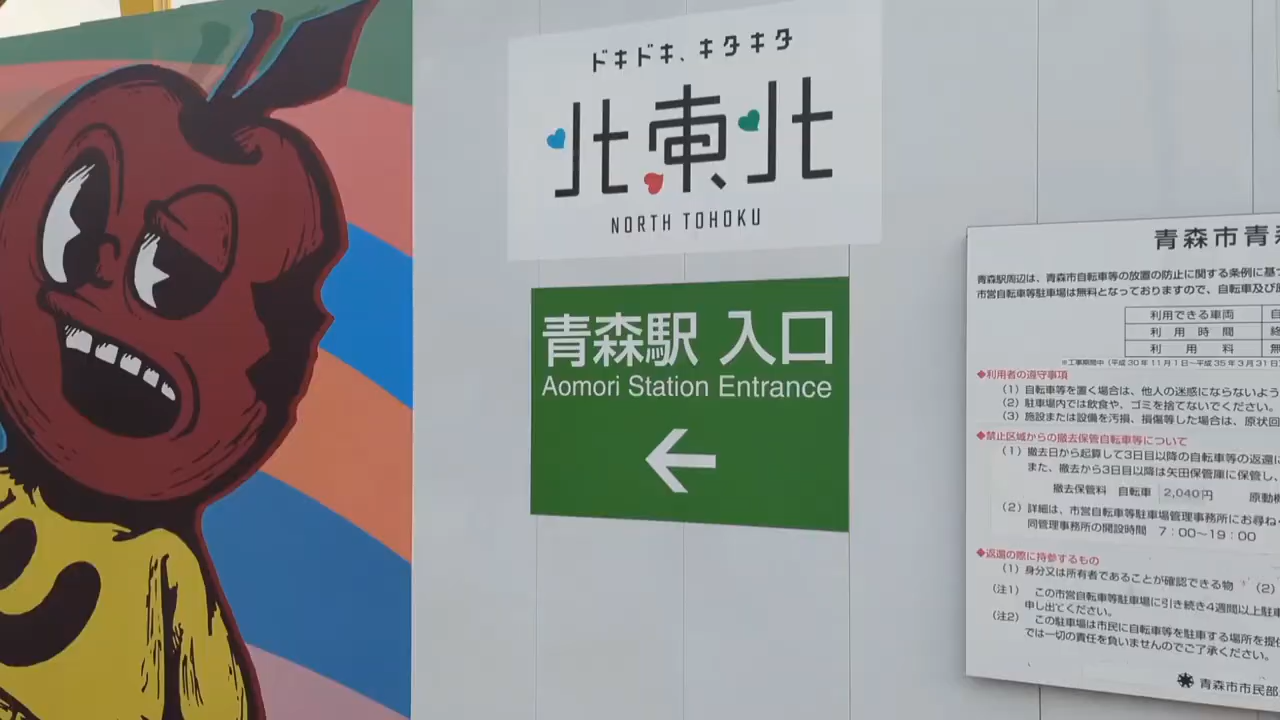 ドキドキ、キタキタ
北東北
NORTH TOHOKU
青森駅 入口
Aomori Station Entrance
青森市青
青森駅周辺は、青森市自転車等の放置の防止に関する条例に基
市営自転車等駐車場は無料となっておりますので、自転車及び
利用できる車両
利用時間
利用料
※工事期間中（平成30年11月1日～平成35年3月31日
◆利用者の遵守事項
（1）自転車等を置く場合は、他人の迷惑にならないよう
（2）駐車場内では飲食や、ゴミを捨てないでください。
（3）施設または設備を汚損、損傷等した場合は、原状回
◆禁止区域からの撤去保管自転車等について
（1）撤去日から起算して3日目以降の自転車等の返還に
また、撤去から3日目以降は矢田保管庫に保管し、
撤去保管料 自転車 2,040円 原動機
（2）詳細は、市営自転車等駐車場管理事務所にお尋ね
同管理事務所の開設時間 7：00～19：00
◆返還の際に持参するもの
（1）身分又は所有者であることが確認できる物 （2）
（注1） この市営自転車等駐車場に引き続き4週間以上駐車
申し出てください。
（注2） この駐車場は市民に自転車等を駐車する場所を提供
では一切の責任を負いませんのでご了承ください。
青森市市民部